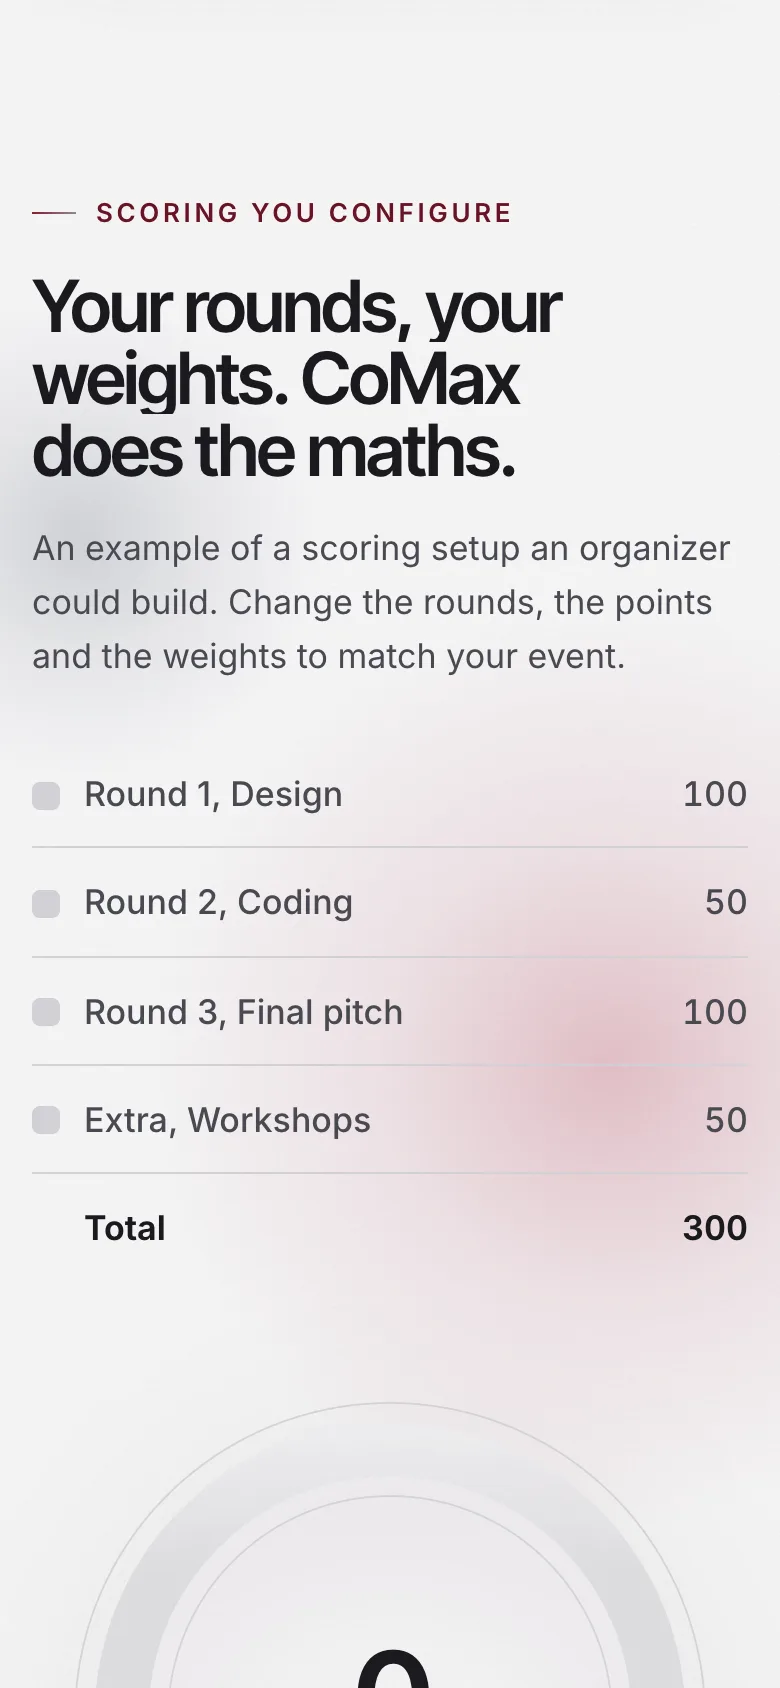 SCORING YOU CONFIGURE
Your rounds, your
weights. CoMax
does the maths.
An example of a scoring setup an organizer
could build. Change the rounds, the points
and the weights to match your event.
Round 1, Design 100
Round 2, Coding 50
Round 3, Final pitch 100
Extra, Workshops 50
Total 300